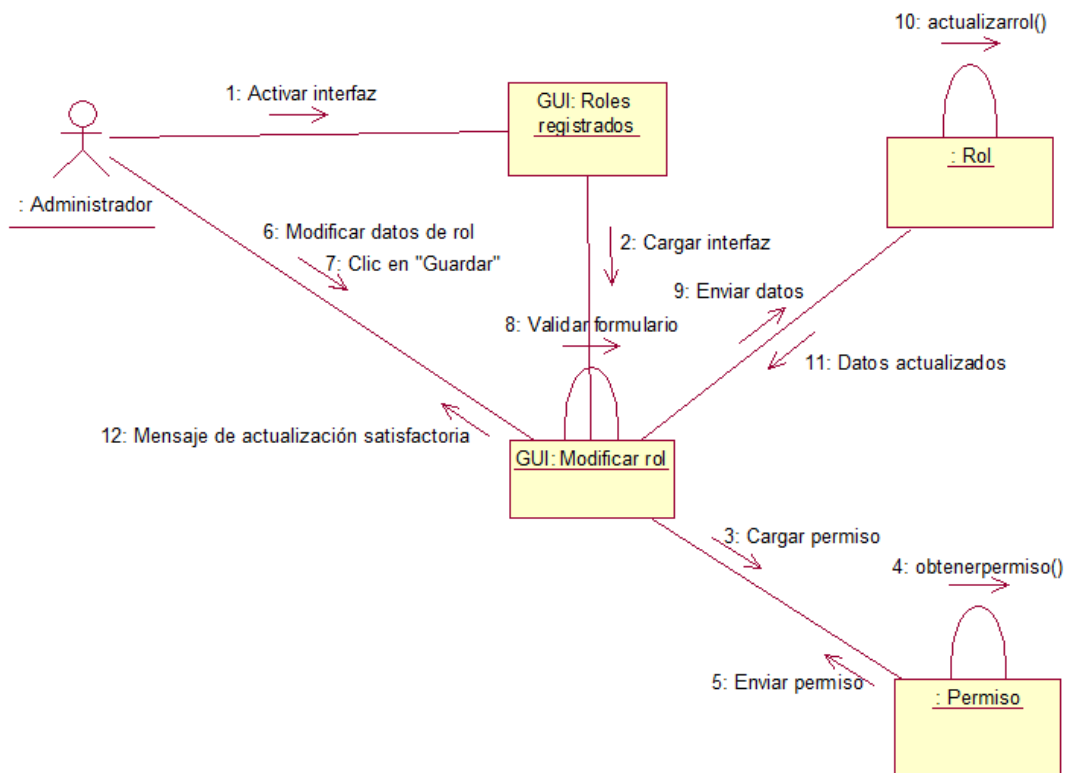 10: actualizarrol()
1: Activar interfaz
GUI: Roles
registrados
: Rol
: Administrador
6: Modificar datos de rol
7: Clic en "Guardar"
2: Cargar interfaz
9: Enviar datos
8: Validar formulario
11: Datos actualizados
12: Mensaje de actualización satisfactoria
GUI: Modificar rol
3: Cargar permiso
4: obtenerpermiso()
5: Enviar permiso
: Permiso